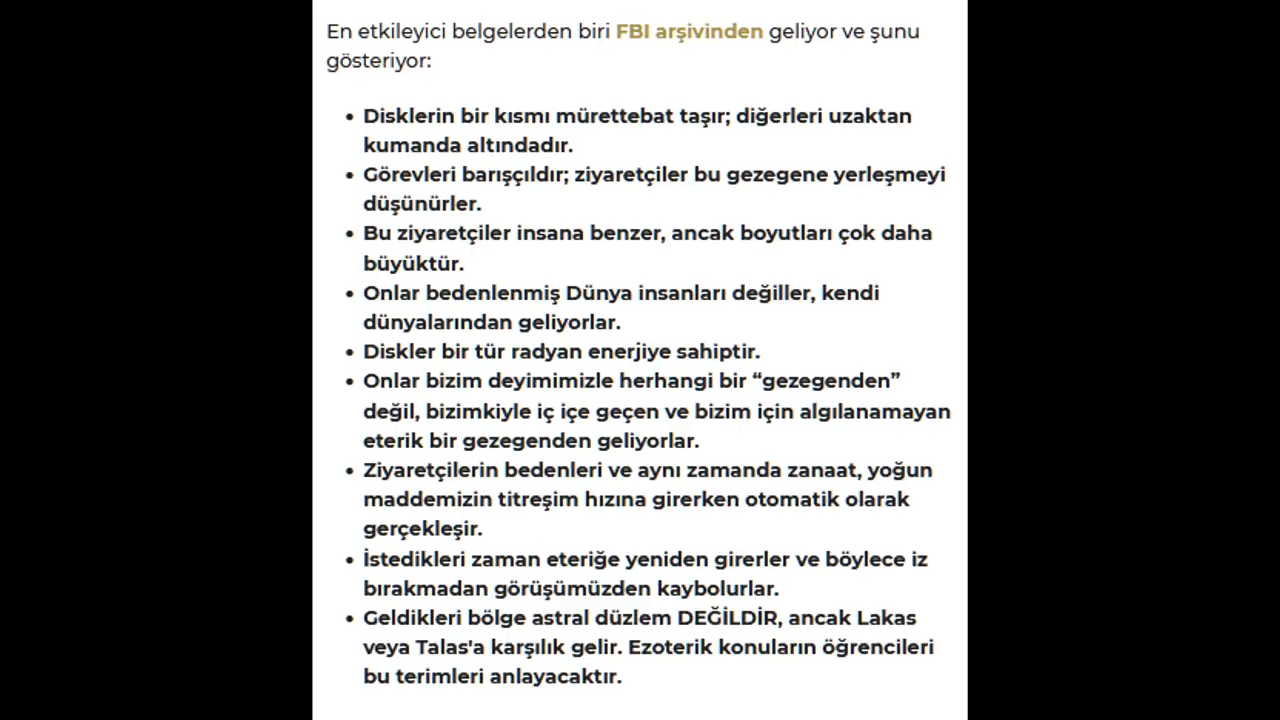 En etkileyici belgelerden biri FBI arşivinden geliyor ve şunu
gösteriyor:
• Disklerin bir kısmı mürettebat taşır; diğerleri uzaktan
kumanda altındadır.
• Görevleri barışçıldır; ziyaretçiler bu gezegene yerleşmeyi
düşünürler.
• Bu ziyaretçiler insana benzer, ancak boyutları çok daha
büyüktür.
• Onlar bedenlenmiş Dünya insanları değiller, kendi
dünyalarından geliyorlar.
• Diskler bir tür radyan enerjiye sahiptir.
• Onlar bizim deyimimizle herhangi bir “gezegenden”
değil, bizimkiyle iç içe geçen ve bizim için algılanamayan
eterik bir gezegenden geliyorlar.
• Ziyaretçilerin bedenleri ve aynı zamanda zanaat, yoğun
maddemizin titreşim hızına girerken otomatik olarak
gerçekleşir.
• İstedikleri zaman eteriğe yeniden girerler ve böylece iz
bırakmadan görüşümüzden kaybolurlar.
• Geldikleri bölge astral düzlem DEĞİLDİR, ancak Lakas
veya Talas'a karşılık gelir. Ezoterik konuların öğrencileri
bu terimleri anlayacaktır.